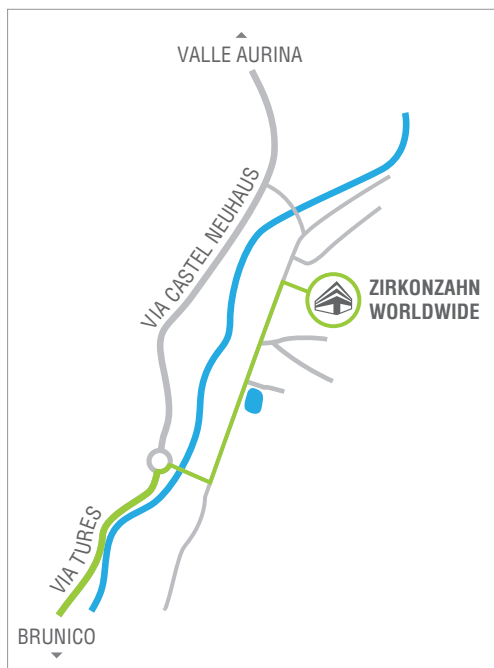 VALLE AURINA
VIA CASTEL NEUHAUS
ZIRKONZAHN
WORLDWIDE
VIA TURES
BRUNICO